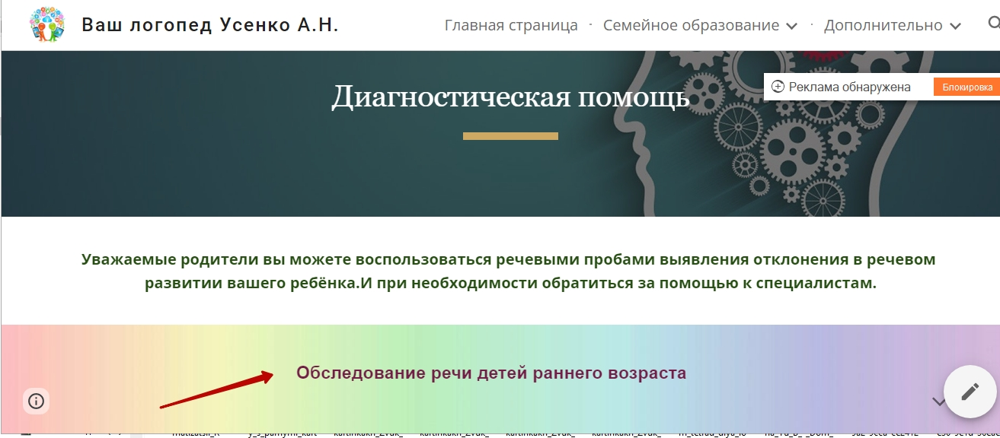 Ваш логопед Усенко А.Н.
Главная страница · Семейное образование · Дополнительно
Диагностическая помощь
Реклама обнаружена
Блокировка
Уважаемые родители вы можете воспользоваться речевыми пробами выявления отклонения в речевом
развитии вашего ребёнка.И при необходимости обратиться за помощью к специалистам.
Обследование речи детей раннего возраста